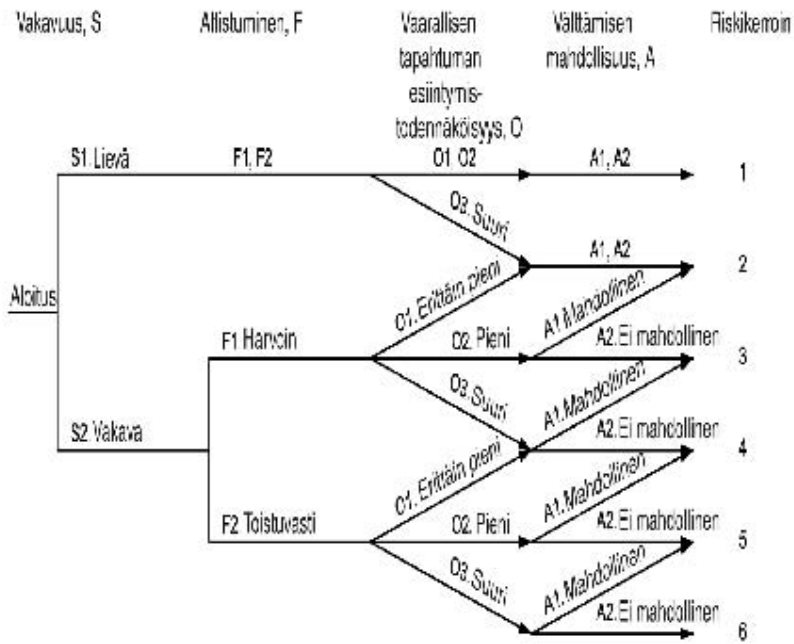 Vakavuus, S
Altistuminen, F
Vaarallisen
tapahtuman
esiintymis-
todennäköisyys, O
Välttämisen
mahdollisuus, A
Riskikerroin
S1. Lievä
F1, F2
O1, O2
A1, A2
1
O3. Suuri
A1, A2
2
Aloitus
O1. Erittäin pieni
A1. Mahdollinen
F1 Harvoin
O2. Pieni
A2. Ei mahdollinen
3
O3. Suuri
A1. Mahdollinen
S2. Vakava
A2. Ei mahdollinen
4
O1. Erittäin pieni
A1. Mahdollinen
F2 Toistuvasti
O2. Pieni
A2. Ei mahdollinen
5
O3. Suuri
A1. Mahdollinen
A2. Ei mahdollinen
6